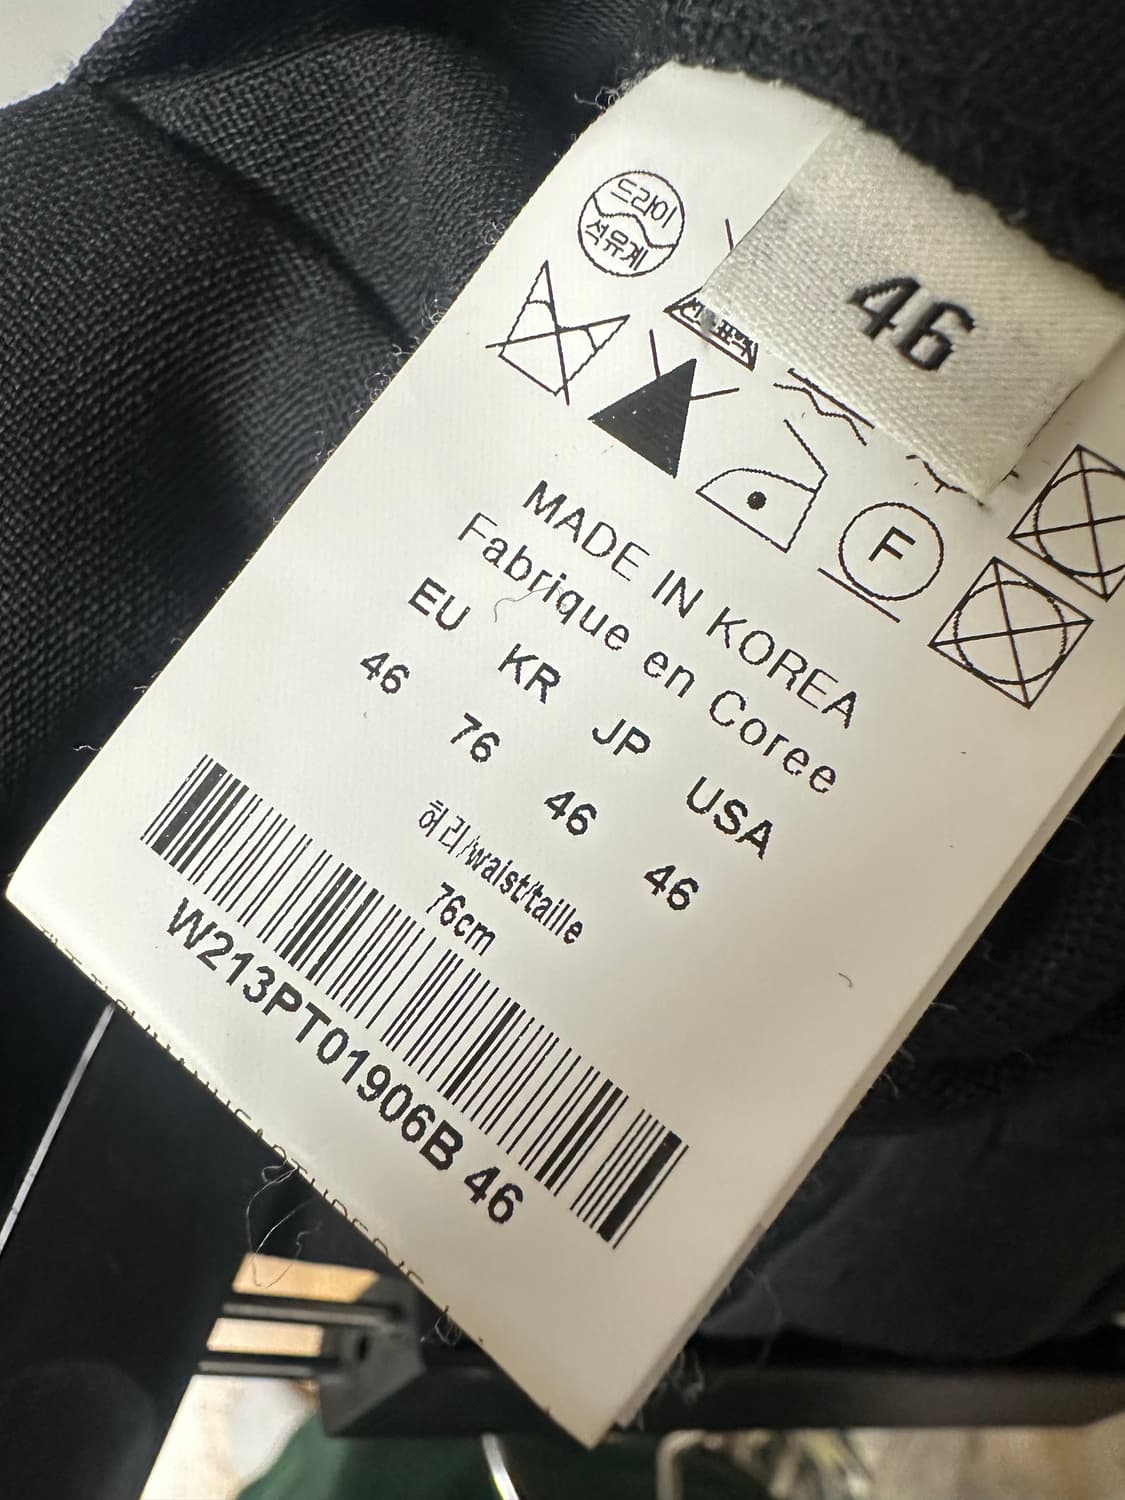 46
드라이
석유계
F
MADE IN KOREA
Fabrique en Coree
EU KR JP USA
46 76 46 46
허리/waist/taille
76cm
W213PT01906B 46